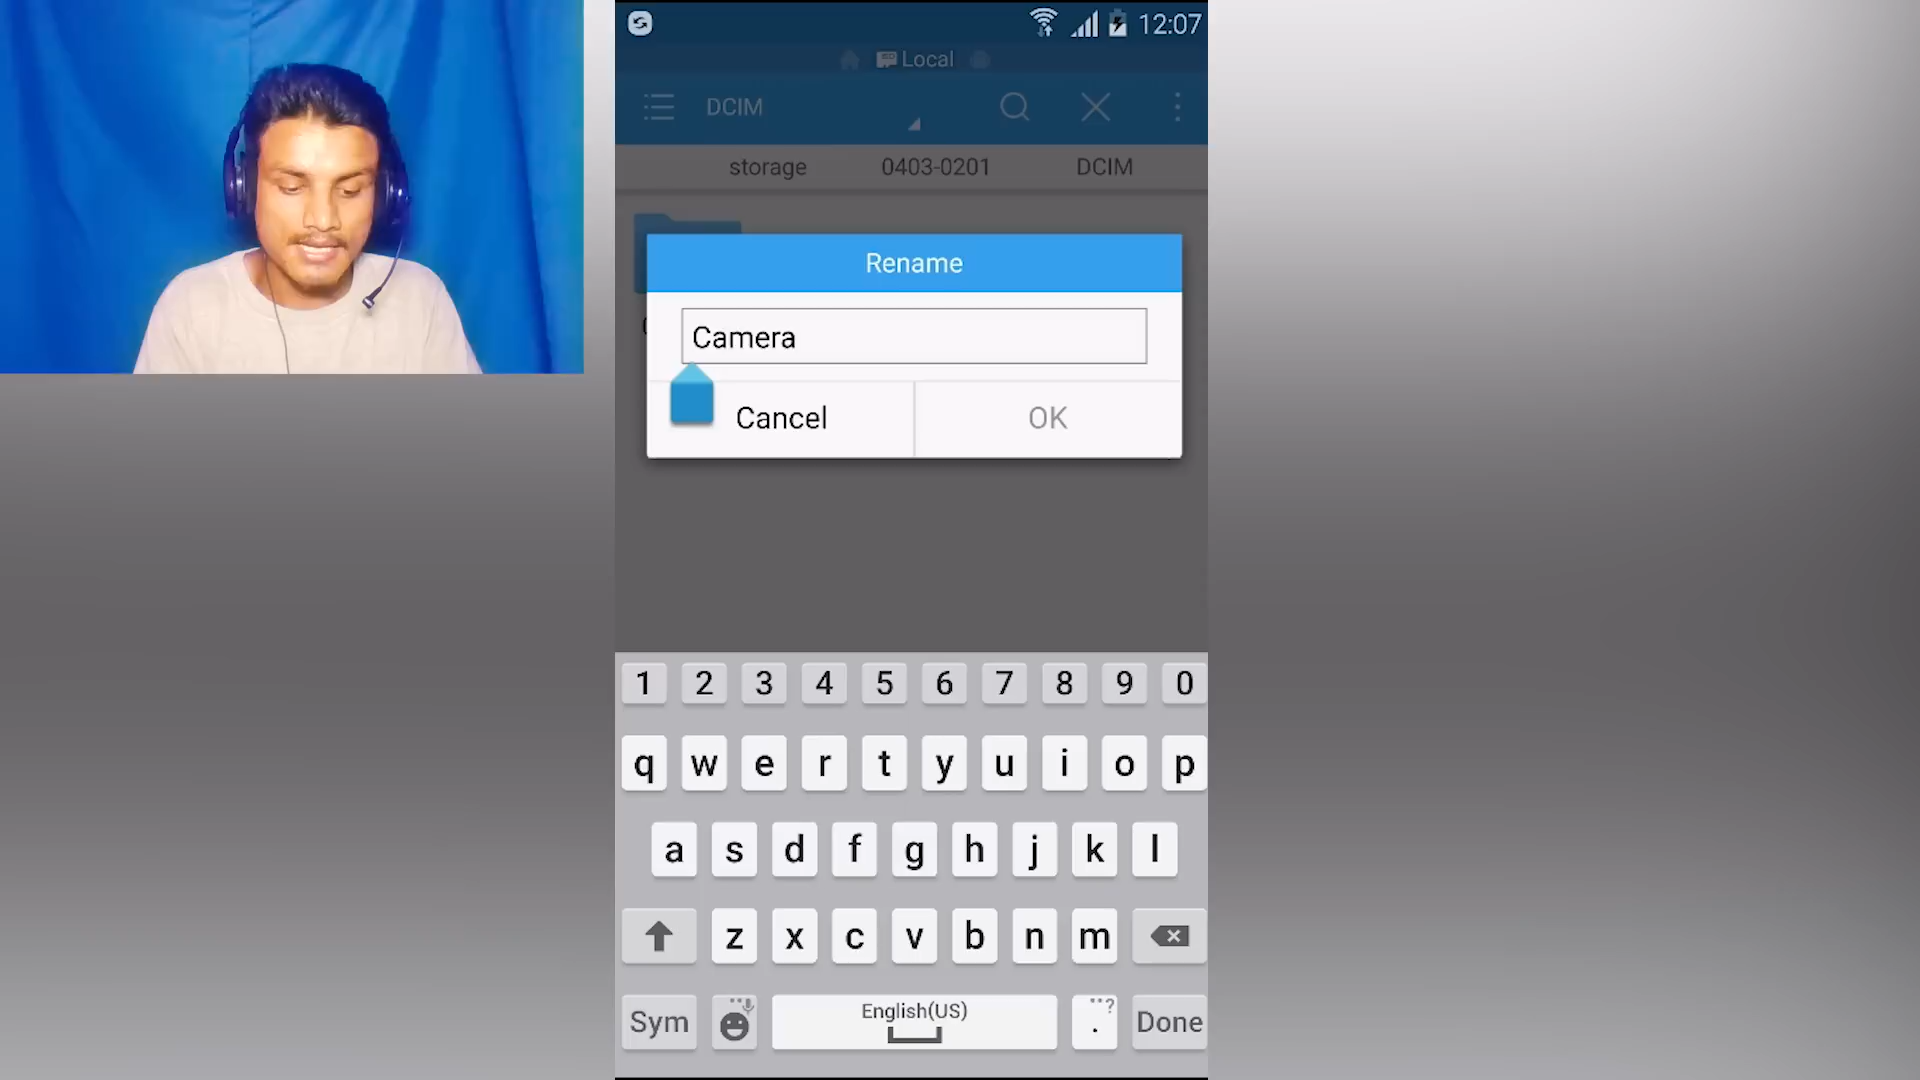 12:07
Local
DCIM
storage 0403-0201 DCIM
Rename
Camera
Cancel OK
1 2 3 4 5 6 7 8 9 0
q w e r t y u i o p
a s d f g h j k l
z x c v b n m
Sym English(US) . ? Done